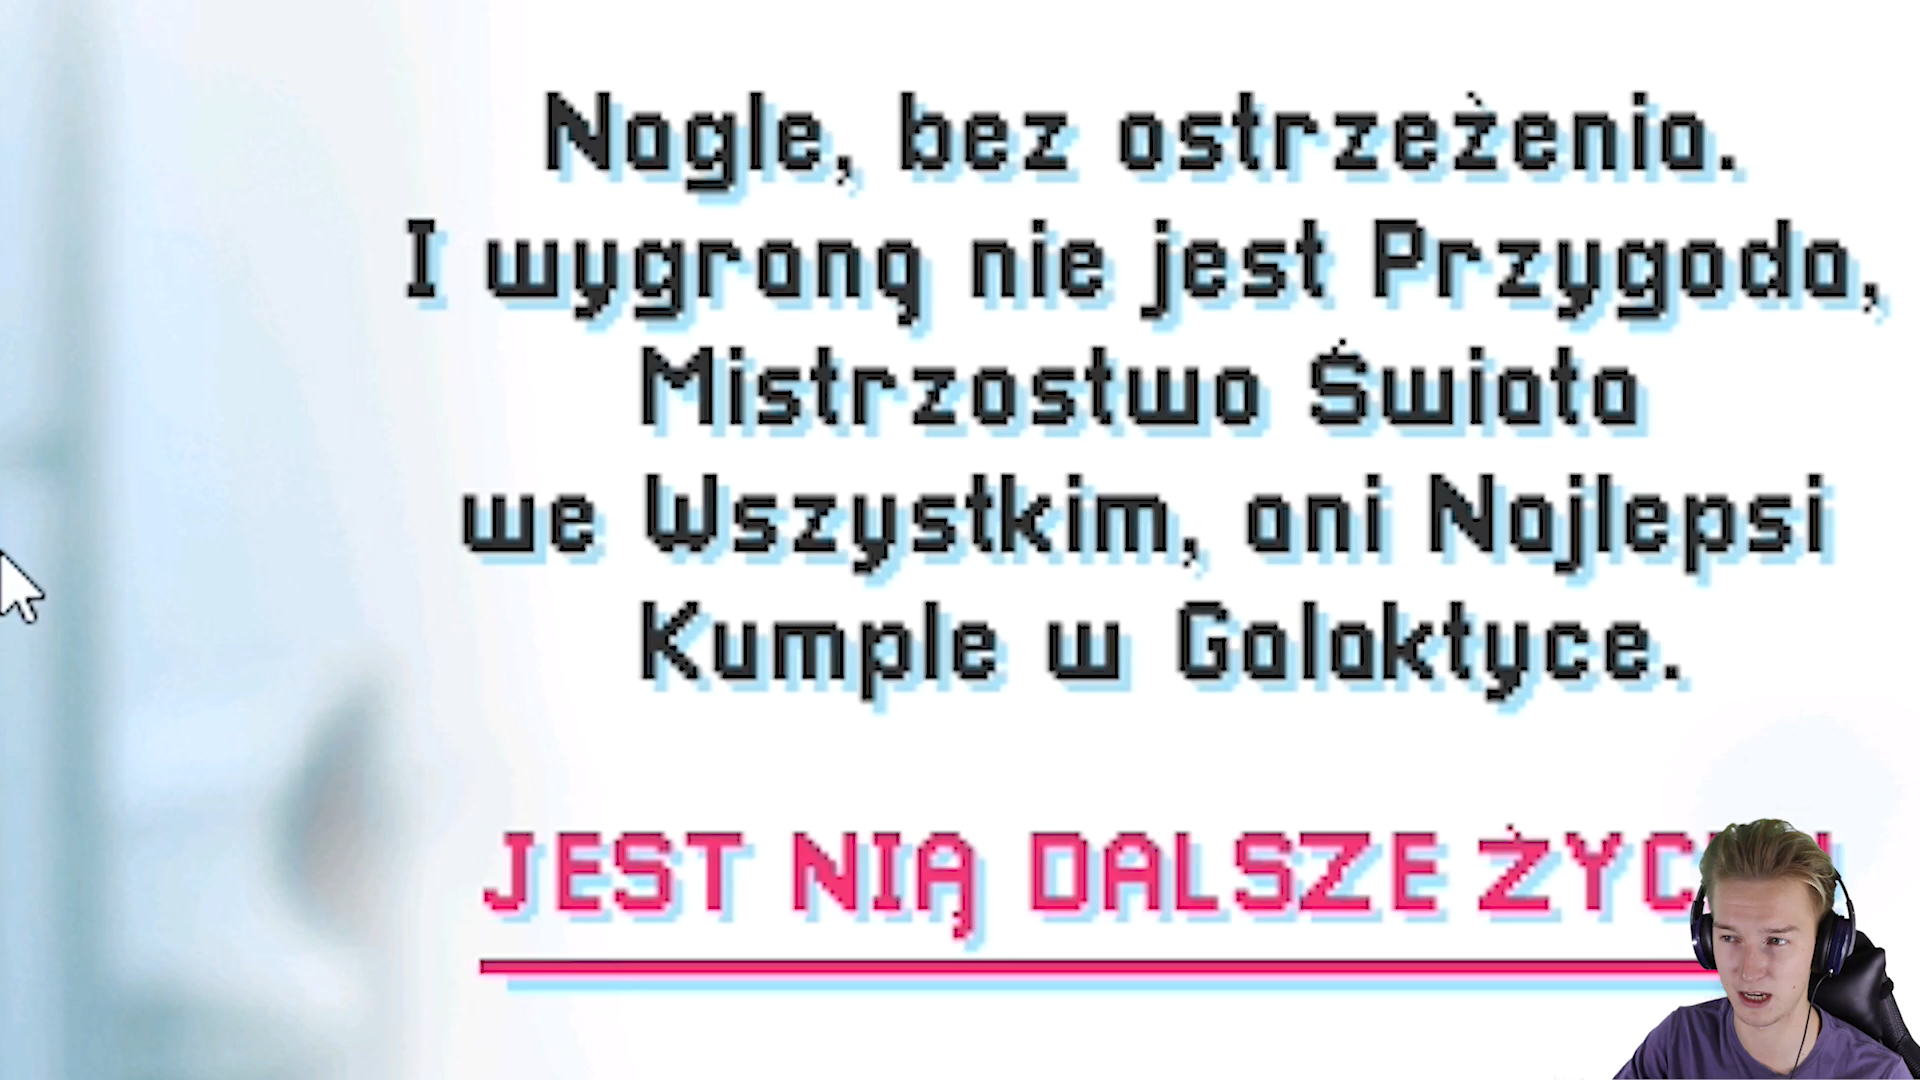 Nagle, bez ostrzeżenia.
I wygraną nie jest Przygoda,
Mistrzostwo Świata
we Wszystkim, ani Najlepsi
Kumple w Galaktyce.
JEST NIĄ DALSZE